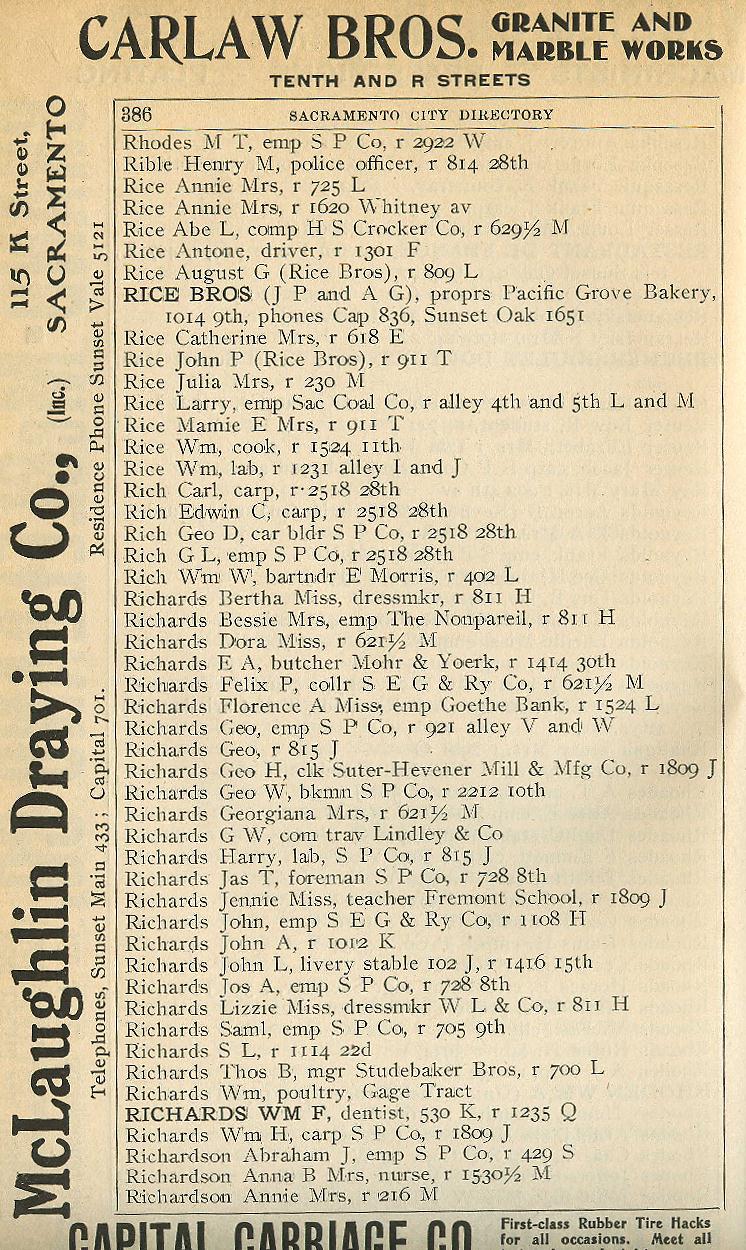 CARLAW BROS. GRANITE AND MARBLE WORKS
TENTH AND R STREETS
McLaughlin Draying Co., (Inc.) 115 K Street, SACRAMENTO
Telephones, Sunset Main 433; Capital 701. Residence Phone Sunset Vale 5121
386 SACRAMENTO CITY DIRECTORY
Rhodes M T, emp S P Co, r 2922 W
Rible Henry M, police officer, r 814 28th
Rice Annie Mrs, r 725 L
Rice Annie Mrs, r 1620 Whitney av
Rice Abe L, comp H S Crocker Co, r 629½ M
Rice Antone, driver, r 1301 F
Rice August G (Rice Bros), r 809 L
RICE BROS (J P and A G), proprs Pacific Grove Bakery,
1014 9th, phones Cap 836, Sunset Oak 1651
Rice Catherine Mrs, r 618 E
Rice John P (Rice Bros), r 911 T
Rice Julia Mrs, r 230 M
Rice Larry, emp Sac Coal Co, r alley 4th and 5th L and M
Rice Mamie E Mrs, r 911 T
Rice Wm, cook, r 1524 11th
Rice Wm, lab, r 1231 alley I and J
Rich Carl, carp, r 2518 28th
Rich Edwin C, carp, r 2518 28th
Rich Geo D, car bldr S P Co, r 2518 28th
Rich G L, emp S P Co, r 2518 28th
Rich Wm W, bartndr E Morris, r 402 L
Richards Bertha Miss, dressmkr, r 811 H
Richards Bessie Mrs, emp The Nonpareil, r 811 H
Richards Dora Miss, r 621½ M
Richards E A, butcher Mohr & Yoerk, r 1414 30th
Richards Felix P, collr S E G & Ry Co, r 621½ M
Richards Florence A Miss, emp Goethe Bank, r 1524 L
Richards Geo, emp S P Co, r 921 alley V and W
Richards Geo, r 815 J
Richards Geo H, clk Suter-Hevener Mill & Mfg Co, r 1809 J
Richards Geo W, bkmn S P Co, r 2212 10th
Richards Georgiana Mrs, r 621½ M
Richards G W, com trav Lindley & Co
Richards Harry, lab, S P Co, r 815 J
Richards Jas T, foreman S P Co, r 728 8th
Richards Jennie Miss, teacher Fremont School, r 1809 J
Richards John, emp S E G & Ry Co, r 1108 H
Richards John A, r 1012 K
Richards John L, livery stable 102 J, r 1416 15th
Richards Jos A, emp S P Co, r 728 8th
Richards Lizzie Miss, dressmkr W L & Co, r 811 H
Richards Saml, emp S P Co, r 705 9th
Richards S L, r 1114 22d
Richards Thos B, mgr Studebaker Bros, r 700 L
Richards Wm, poultry, Gage Tract
RICHARDS WM F, dentist, 530 K, r 1235 Q
Richards Wm H, carp S P Co, r 1809 J
Richardson Abraham J, emp S P Co, r 429 S
Richardson Anna B Mrs, nurse, r 1530½ M
Richardson Annie Mrs, r 216 M
CAPITAL CARRIAGE CO
First-class Rubber Tire Hacks
for all occasions. Meet all